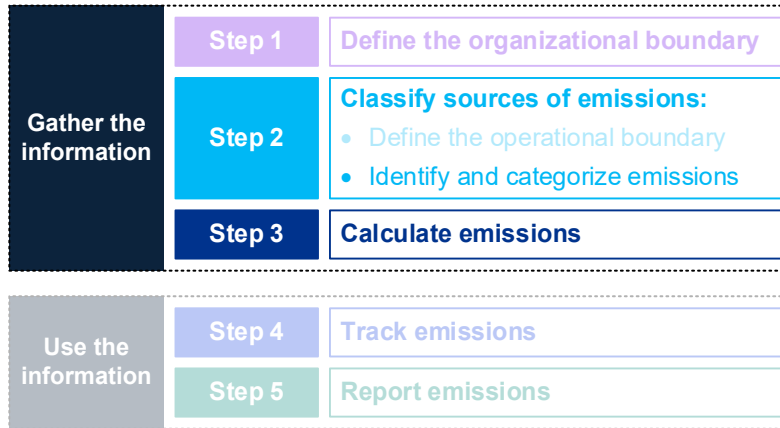 Gather the
information
Step 1
Define the organizational boundary
Step 2
Classify sources of emissions:
• Define the operational boundary
• Identify and categorize emissions
Step 3
Calculate emissions
Use the
information
Step 4
Track emissions
Step 5
Report emissions